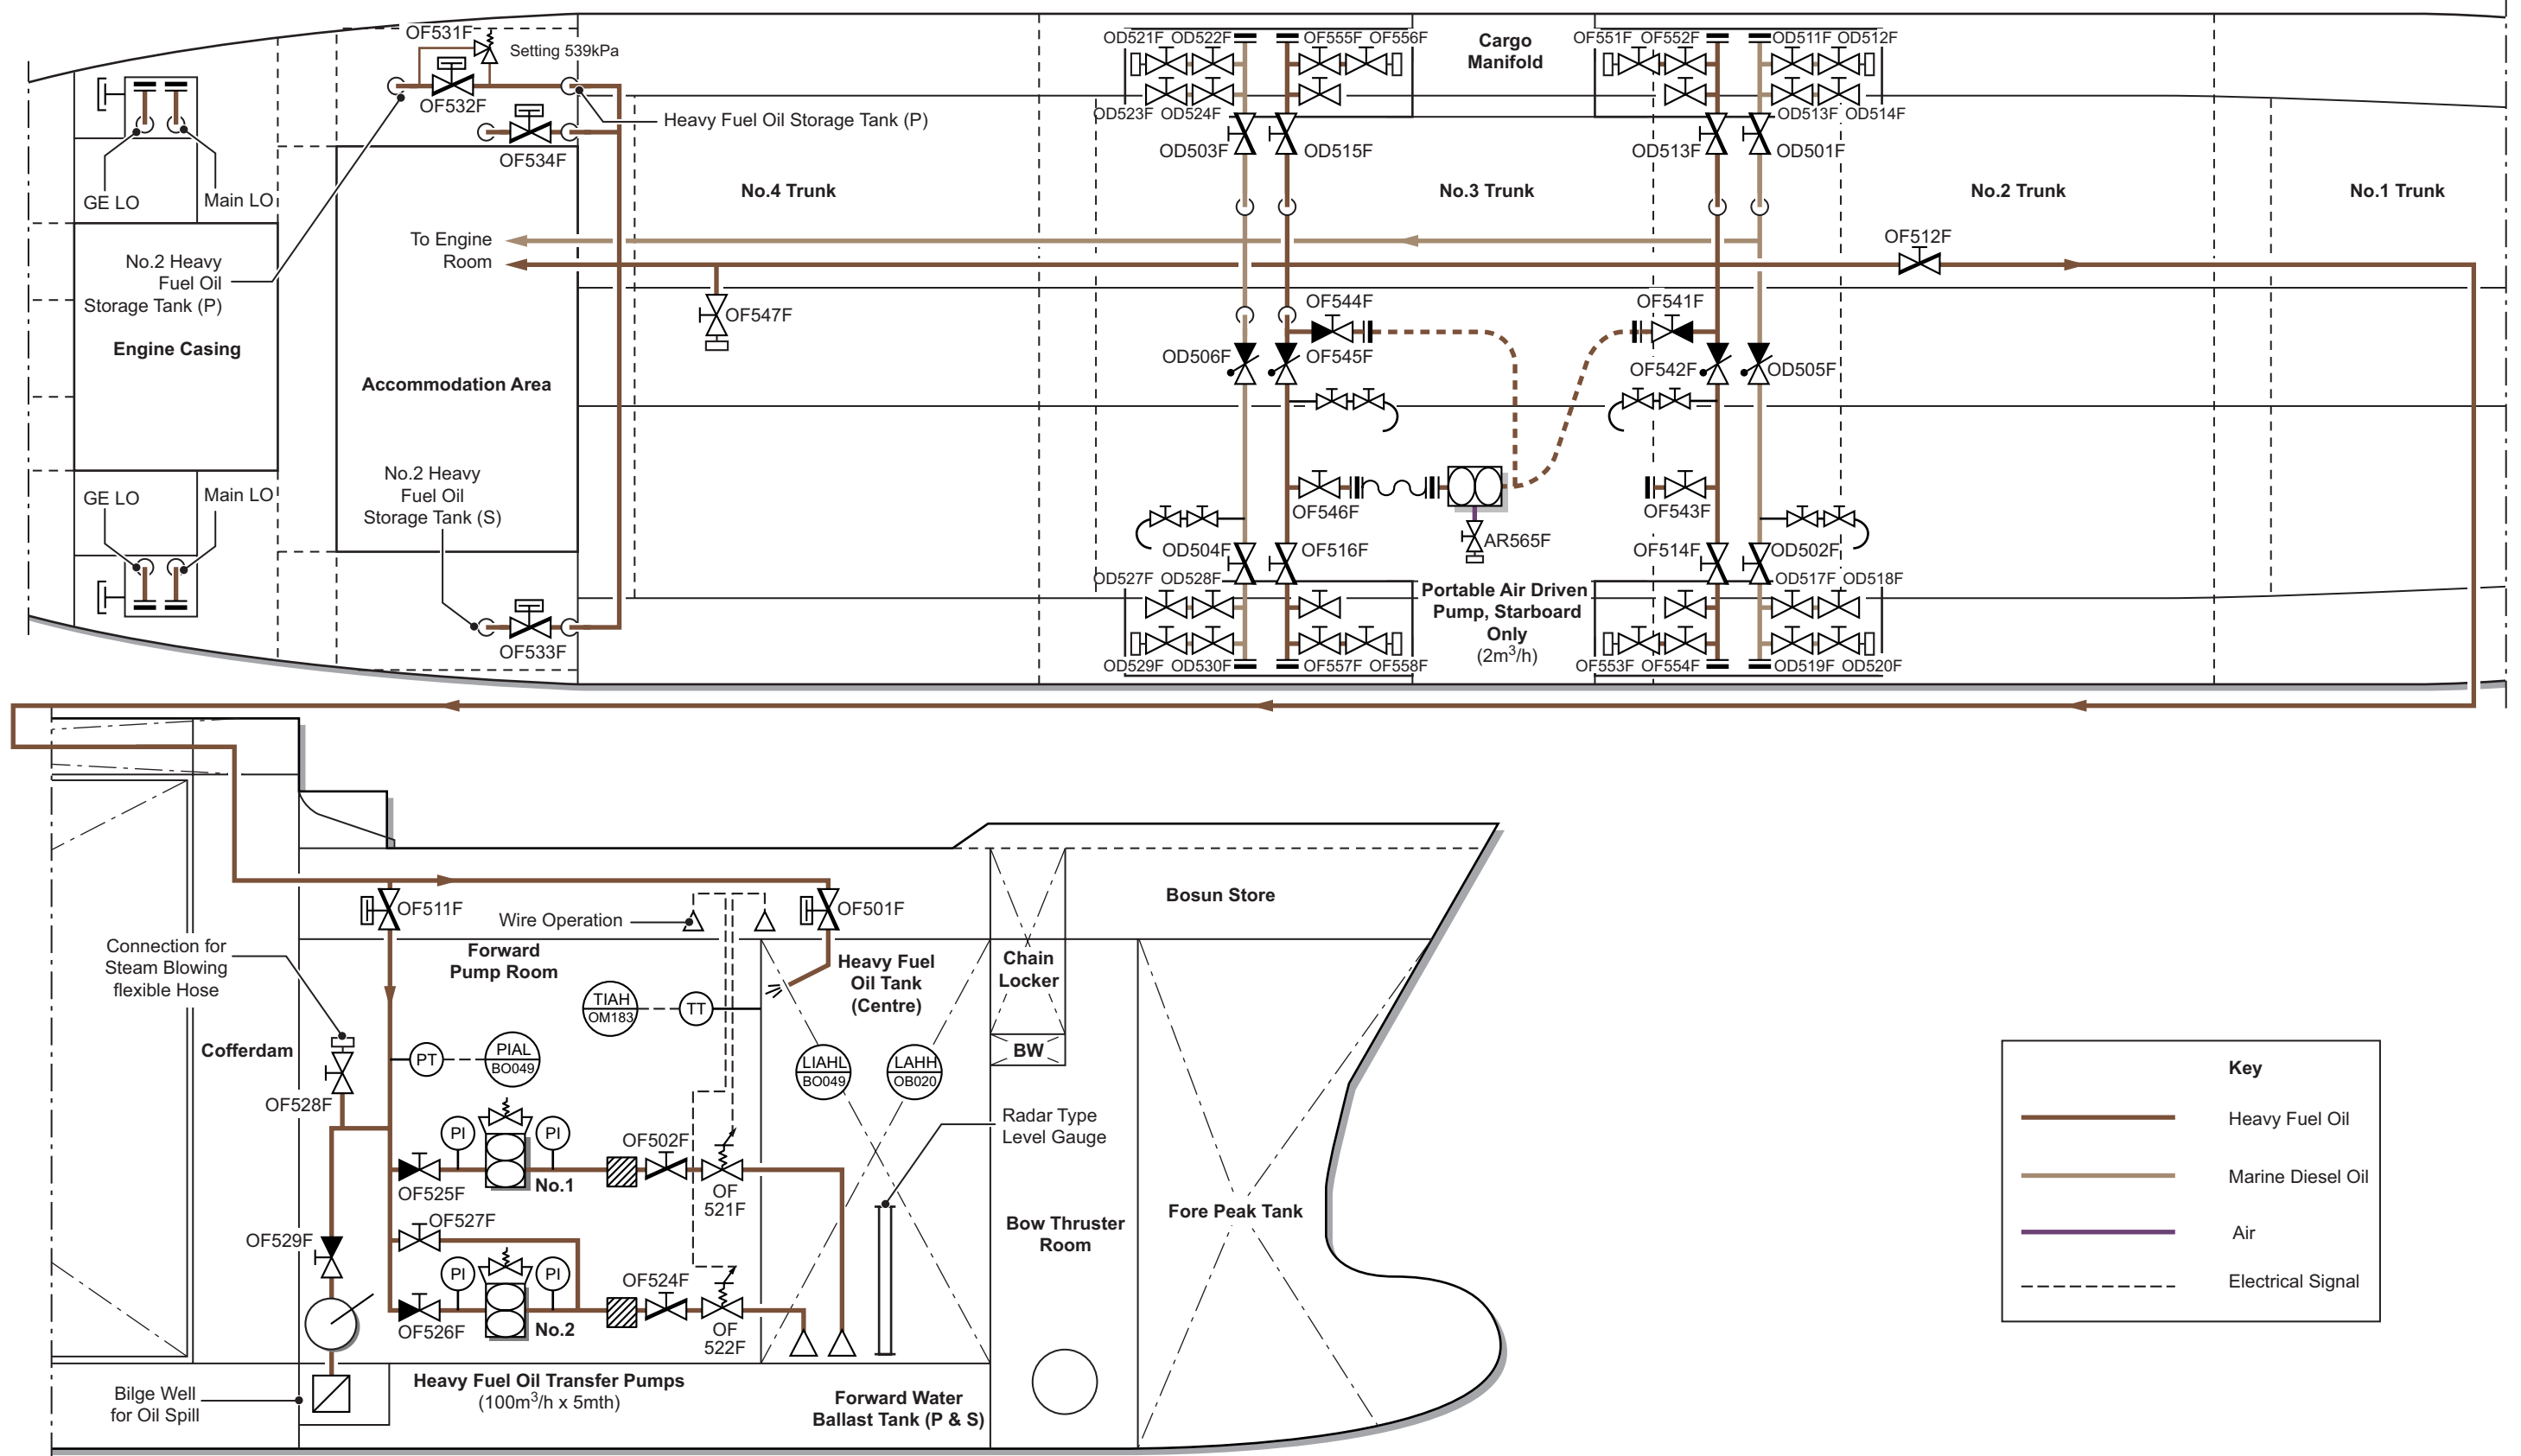 OF531F
Setting 539kPa
OF532F
OF534F
Heavy Fuel Oil Storage Tank (P)
GE LO
Main LO
No.2 Heavy
Fuel Oil
Storage Tank (P)
Engine Casing
To Engine
Room
Accommodation Area
No.2 Heavy
Fuel Oil
Storage Tank (S)
GE LO
Main LO
OF533F
No.4 Trunk
OF547F
OD521F OD522F
OF555F OF556F
Cargo
Manifold
OF551F OF552F
OD511F OD512F
OD523F OD524F
OD513F OD514F
OD503F
OD515F
OD513F
OD501F
No.3 Trunk
No.2 Trunk
No.1 Trunk
OF512F
OF544F
OF541F
OD506F
OF545F
OF542F
OD505F
OF546F
OF543F
AR565F
OD504F
OF516F
OF514F
OD502F
OD527F OD528F
OD517F OD518F
Portable Air Driven
Pump, Starboard
Only
(2m³/h)
OD529F OD530F
OF557F OF558F
OF553F OF554F
OD519F OD520F
OF511F
Wire Operation
OF501F
Bosun Store
Connection for
Steam Blowing
flexible Hose
Forward
Pump Room
Heavy Fuel
Oil Tank
(Centre)
Chain
Locker
TIAH
OM183
TT
Cofferdam
PT
PIAL
BO049
LIAHL
BO049
LAHH
OB020
BW
OF528F
Radar Type
Level Gauge
PI
PI
OF502F
OF525F
No.1
OF
521F
OF527F
OF529F
Bow Thruster
Room
Fore Peak Tank
PI
PI
OF524F
OF526F
No.2
OF
522F
Bilge Well
for Oil Spill
Heavy Fuel Oil Transfer Pumps
(100m³/h x 5mth)
Forward Water
Ballast Tank (P & S)
Key
Heavy Fuel Oil
Marine Diesel Oil
Air
Electrical Signal